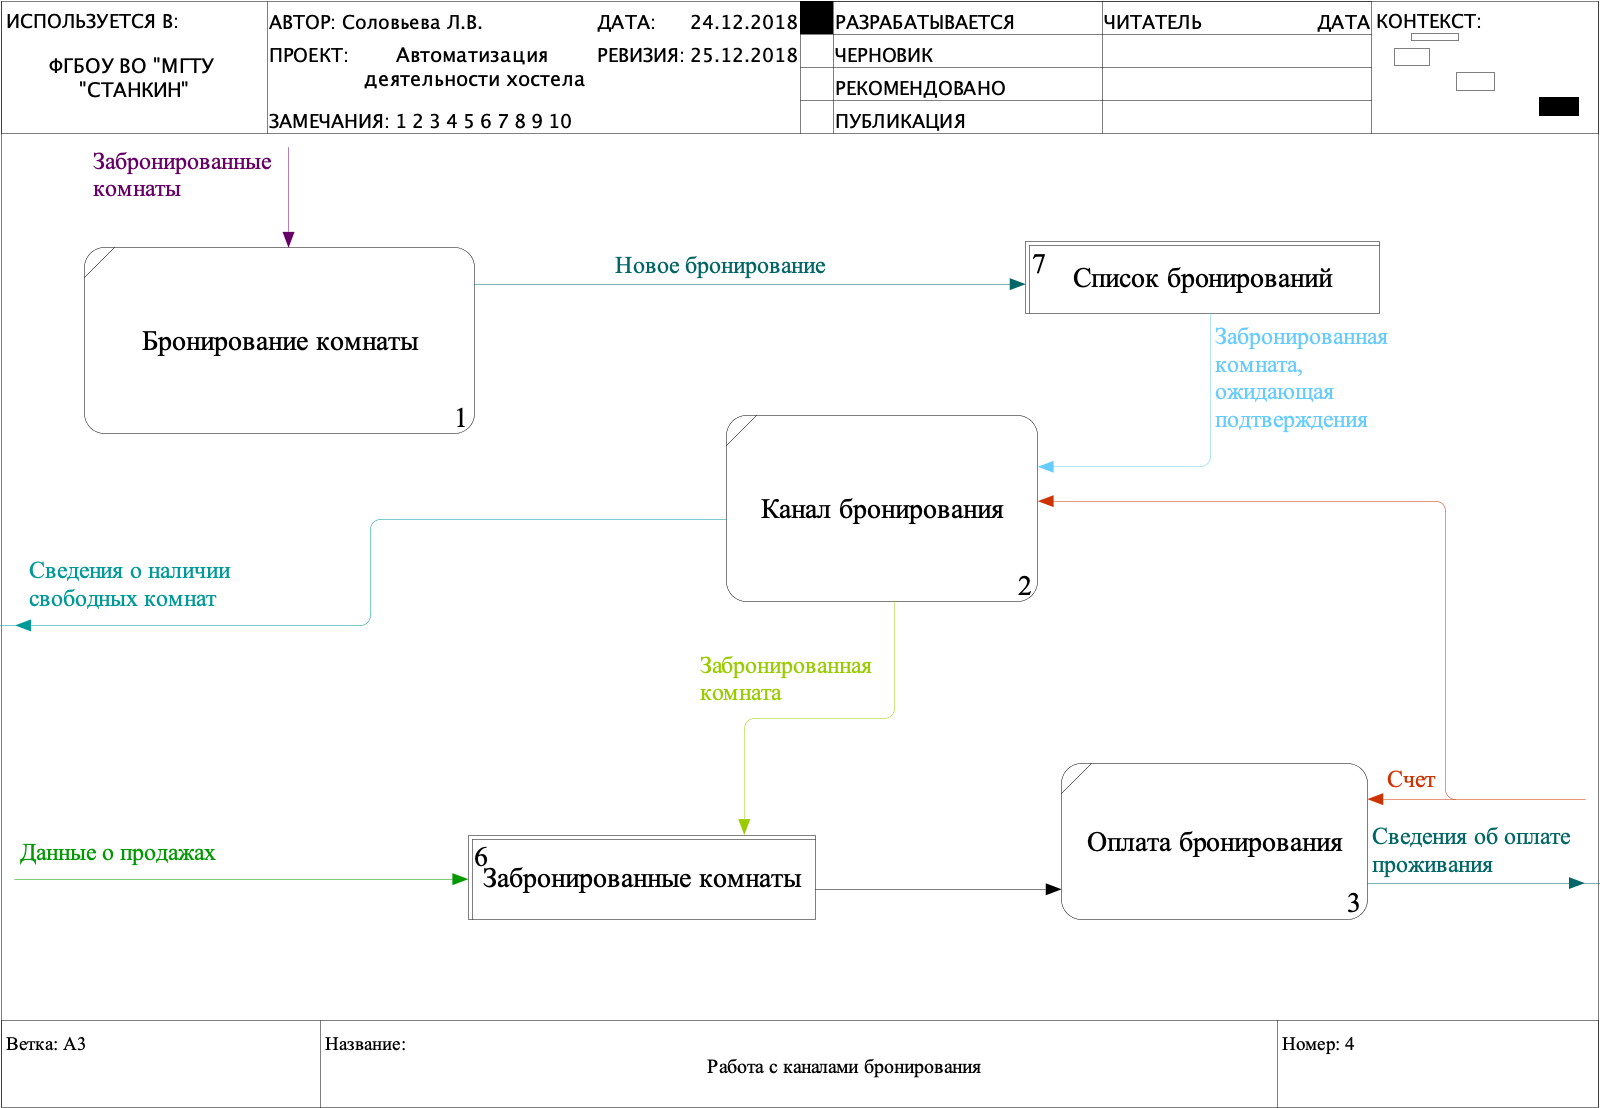 ИСПОЛЬЗУЕТСЯ В:
ФГБОУ ВО "МГТУ
"СТАНКИН"
АВТОР: Соловьева Л.В.
ДАТА: 24.12.2018
ПРОЕКТ: Автоматизация
деятельности хостела
РЕВИЗИЯ: 25.12.2018
ЗАМЕЧАНИЯ: 1 2 3 4 5 6 7 8 9 10
РАЗРАБАТЫВАЕТСЯ
ЧЕРНОВИК
РЕКОМЕНДОВАНО
ПУБЛИКАЦИЯ
ЧИТАТЕЛЬ ДАТА
КОНТЕКСТ:
Забронированные
комнаты
Бронирование комнаты
1
Новое бронирование
7
Список бронирований
Забронированная
комната,
ожидающая
подтверждения
Канал бронирования
2
Сведения о наличии
свободных комнат
Забронированная
комната
Данные о продажах
6
Забронированные комнаты
Оплата бронирования
3
Счет
Сведения об оплате
проживания
Ветка: A3
Название:
Работа с каналами бронирования
Номер: 4